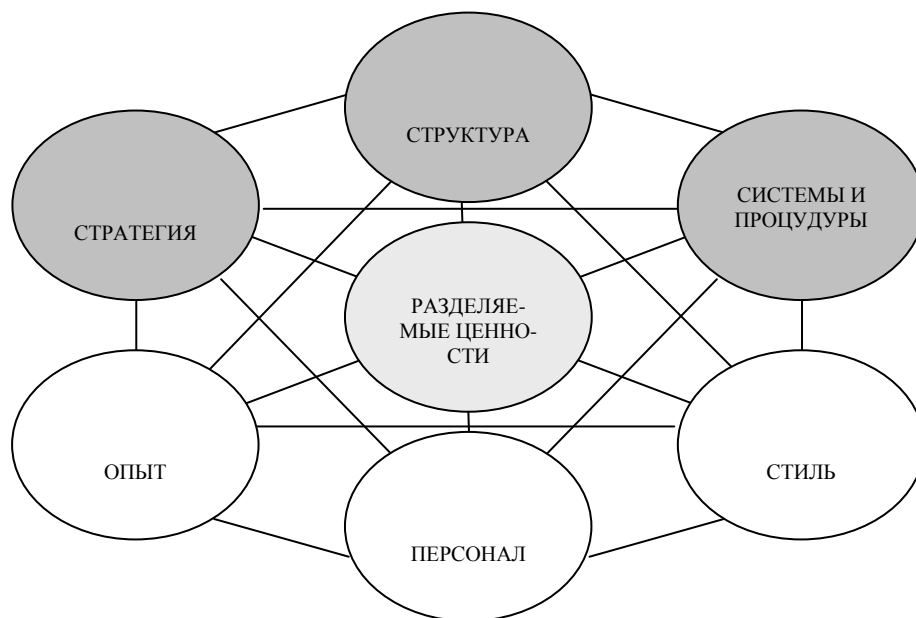 СТРУКТУРА
СТРАТЕГИЯ
СИСТЕМЫ И
ПРОЦУДУРЫ
РАЗДЕЛЯЕ-
МЫЕ ЦЕННО-
СТИ
ОПЫТ
СТИЛЬ
ПЕРСОНАЛ